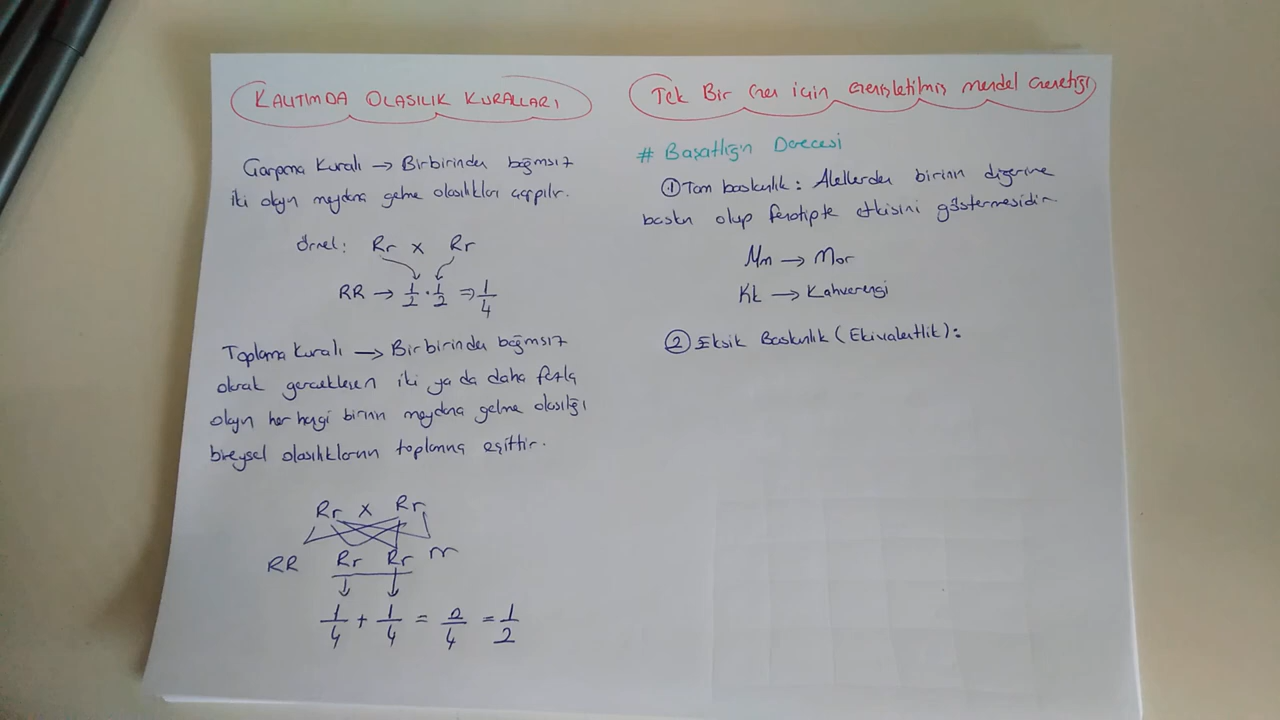 KALITIMDA OLASILIK KURALLARI
Çarpma Kuralı → Birbirinden bağımsız
iki olayın meydana gelme olasılıkları çarpılır.
Örnek: Rr x Rr
RR → 1/2 · 1/2 ⇒ 1/4
Toplama Kuralı → Birbirinden bağımsız
olarak gerçekleşen iki ya da daha fazla
olayın her hangi birinin meydana gelme olasılığı
bireysel olasılıkların toplamına eşittir.
Rr x Rr
RR Rr Rr rr
1/4 + 1/4 = 2/4 = 1/2
Tek Bir Gen için Genişletilmiş mendel Genetiği
# Başatlığın Derecesi
① Tam baskınlık: Alellerden birinin diğerine
baskın olup fenotipte etkisini göstermesidir
Mm → Mor
Kk → Kahverengi
② Eksik Baskınlık (Ekivalentlik):